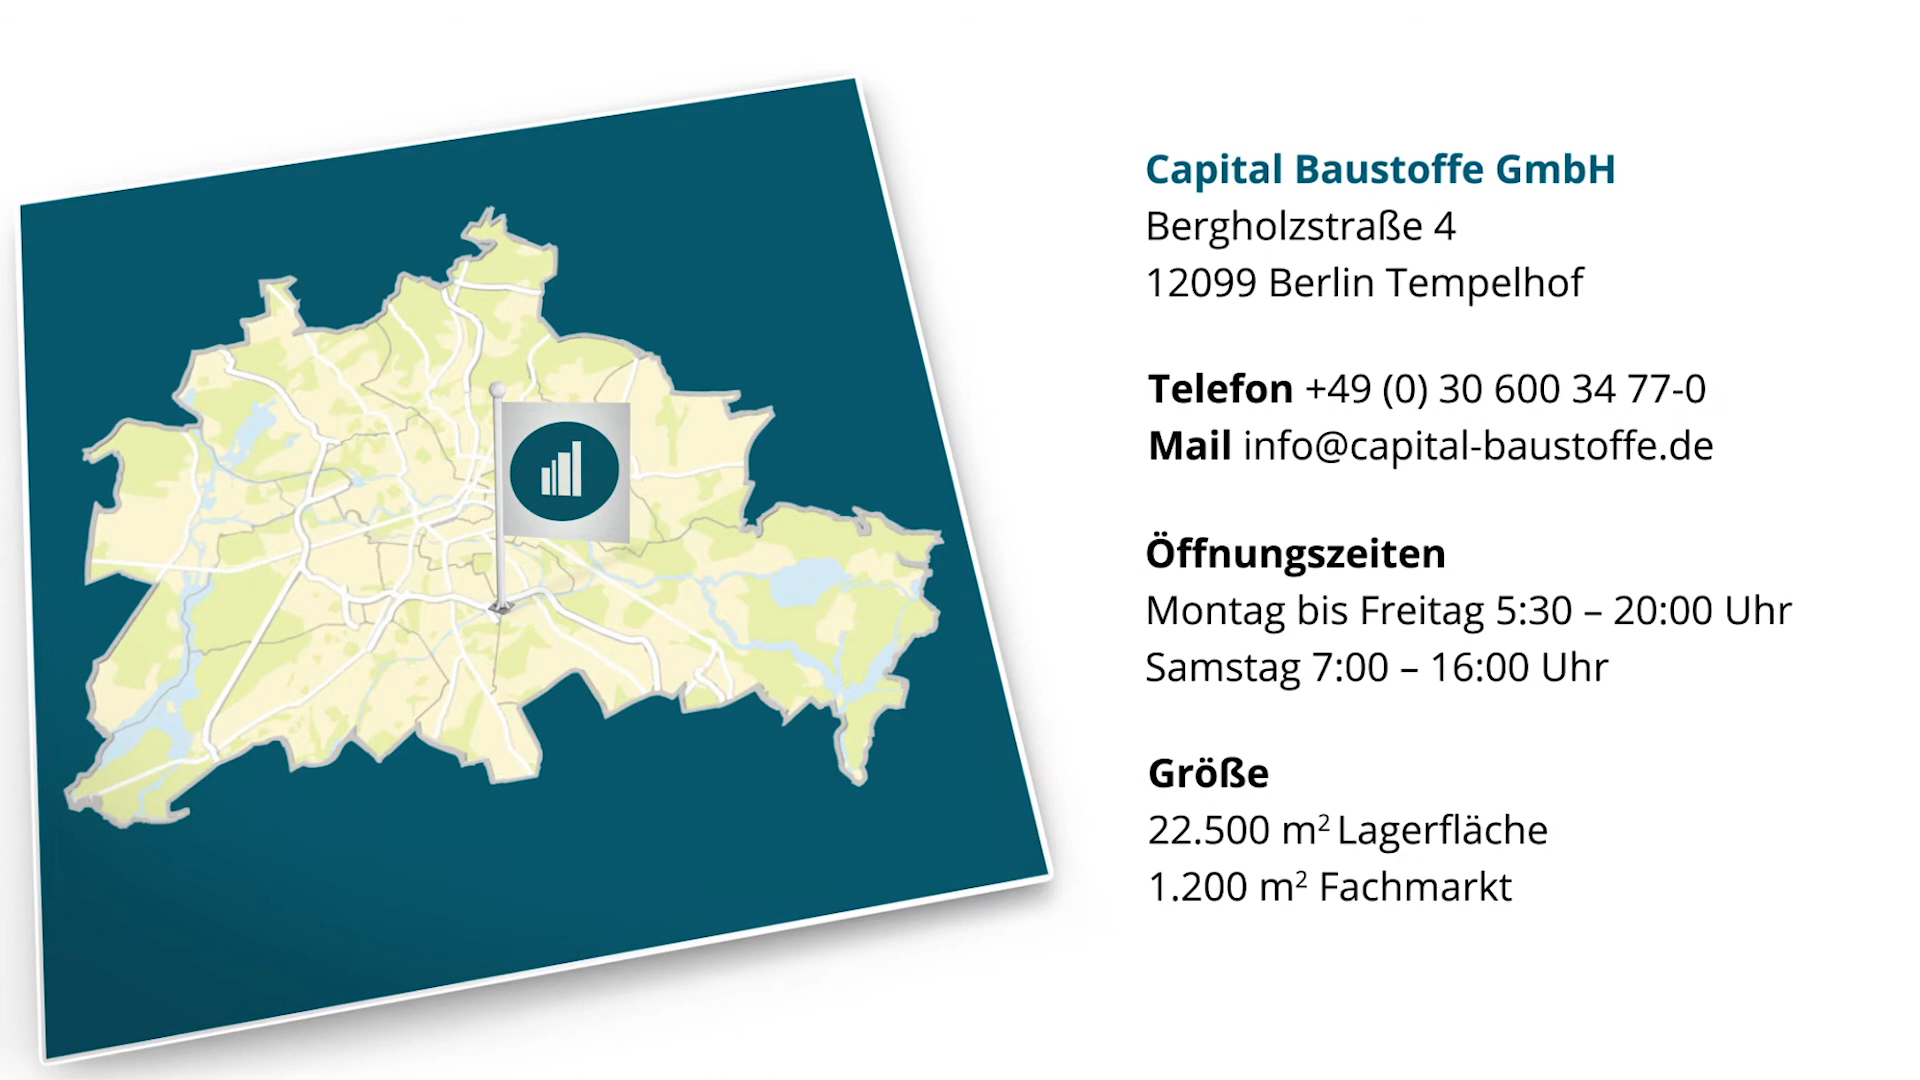 Capital Baustoffe GmbH
Bergholzstraße 4
12099 Berlin Tempelhof
Telefon +49 (0) 30 600 34 77-0
Mail info@capital-baustoffe.de
Öffnungszeiten
Montag bis Freitag 5:30 – 20:00 Uhr
Samstag 7:00 – 16:00 Uhr
Größe
22.500 m² Lagerfläche
1.200 m² Fachmarkt